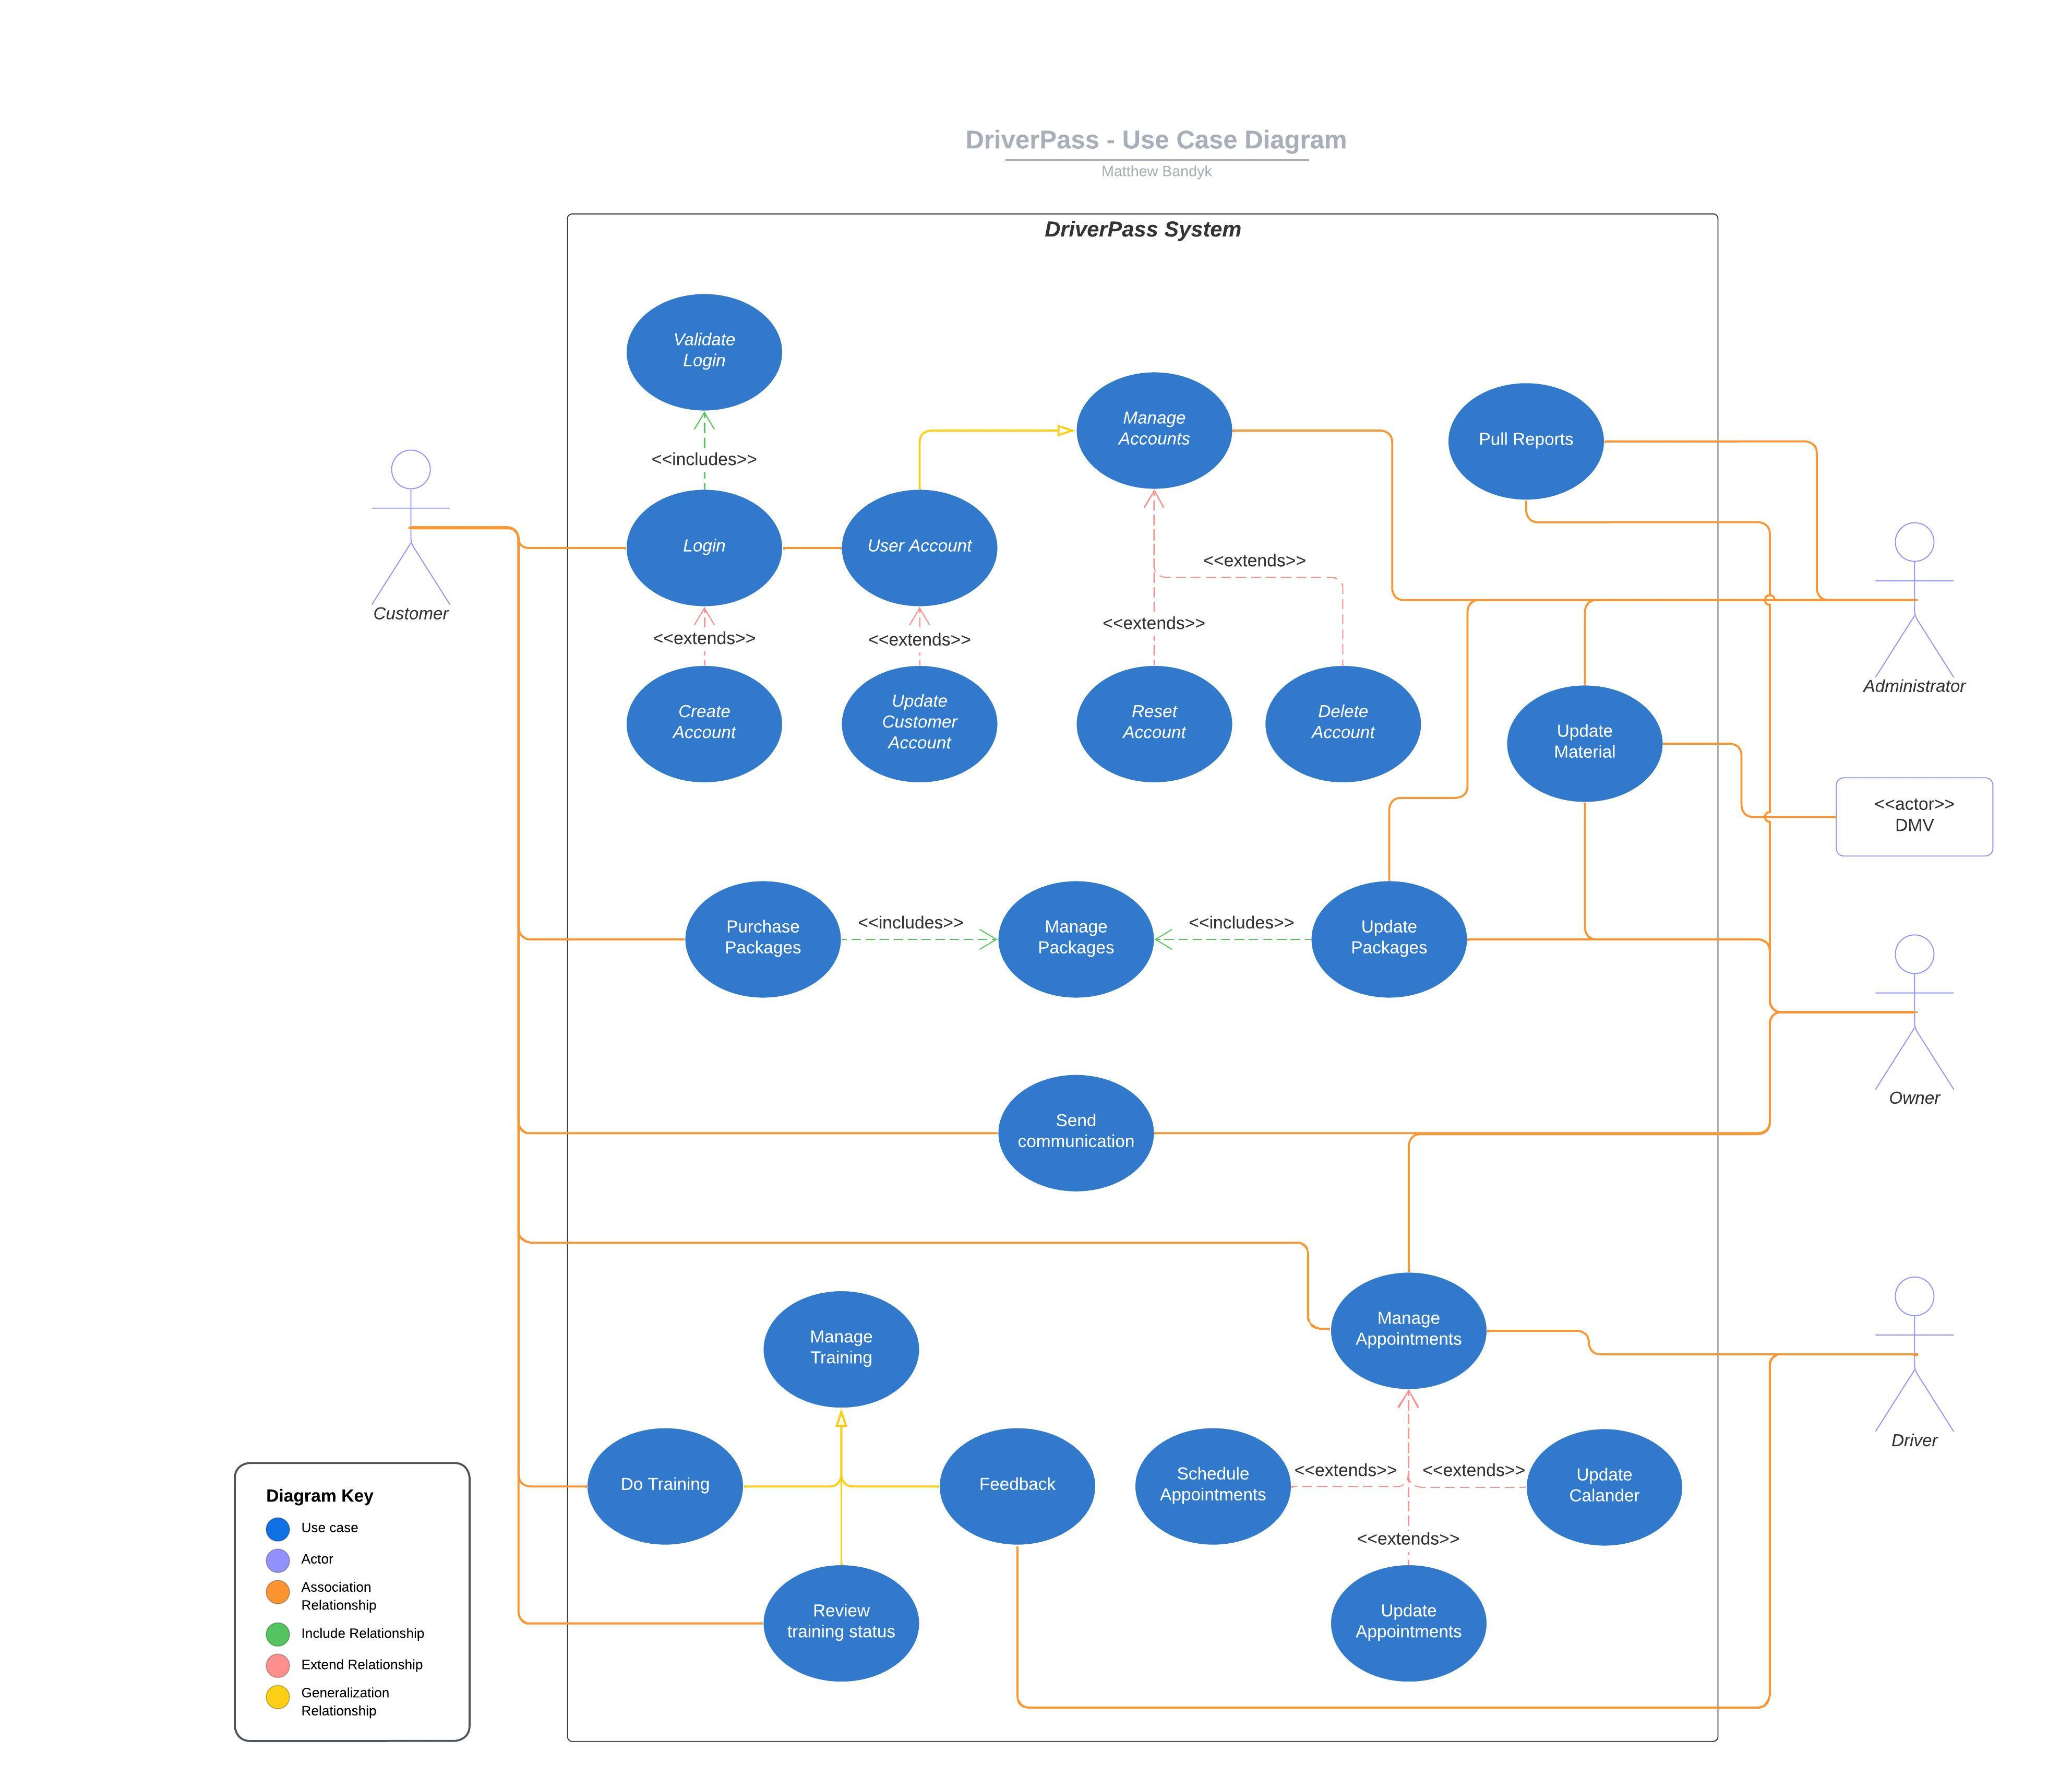 DriverPass - Use Case Diagram
Matthew Bandyk
DriverPass System
Validate
Login
Manage
Accounts
Pull Reports
<<includes>>
Login
User Account
<<extends>>
Customer
<<extends>>
<<extends>>
<<extends>>
Administrator
Create
Account
Update
Customer
Account
Reset
Account
Delete
Account
Update
Material
<<actor>>
DMV
Purchase
Packages
<<includes>>
Manage
Packages
<<includes>>
Update
Packages
Owner
Send
communication
Manage
Training
Manage
Appointments
Driver
Do Training
Feedback
Schedule
Appointments
<<extends>>
<<extends>>
Update
Calander
<<extends>>
Review
training status
Update
Appointments
Diagram Key
Use case
Actor
Association
Relationship
Include Relationship
Extend Relationship
Generalization
Relationship